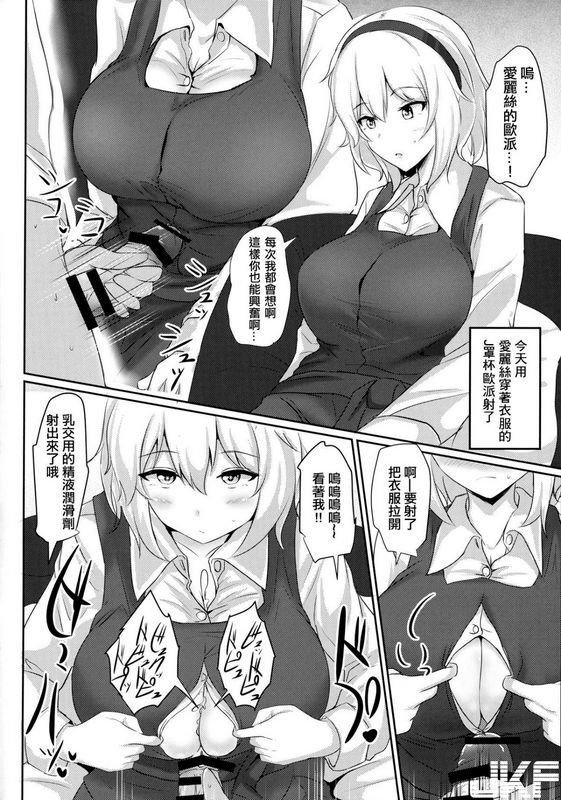 嗚…
愛麗絲的歐派…!
每次我都會想啊
這樣你也能興奮啊…
今天用
愛麗絲穿著衣服的
J罩杯歐派射了
啊—要射了
把衣服拉開
嗚嗚嗚嗚~
看著我!!
乳交用的精液潤滑劑
射出來了哦
JKF